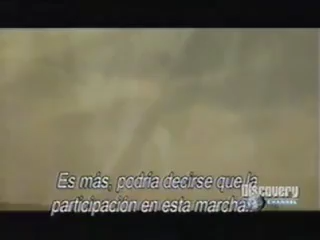 Es más, podría decirse que la
participación en esta marcha...
Discovery
CHANNEL